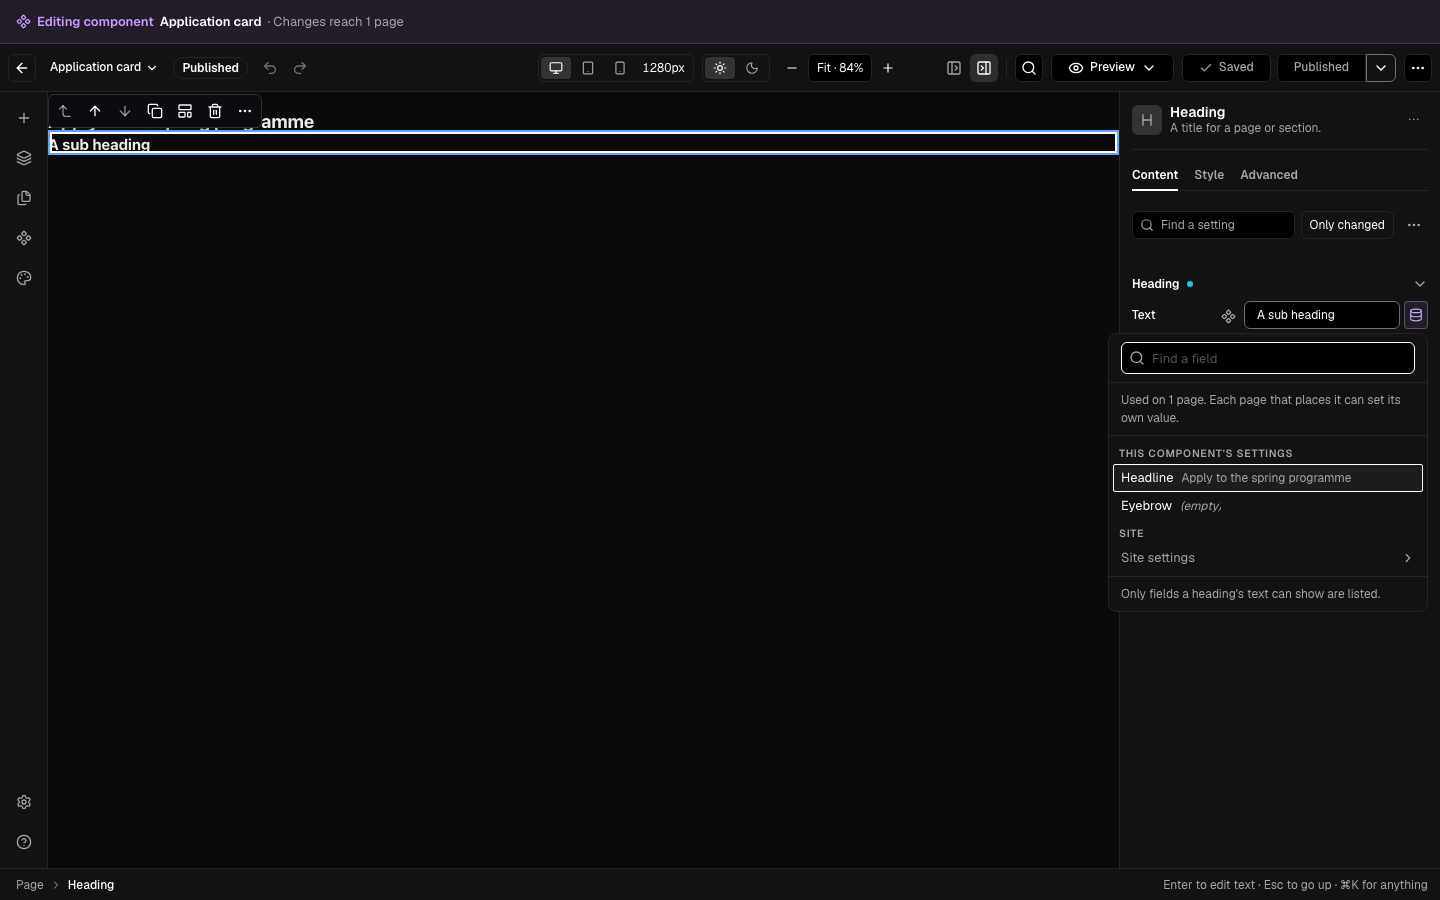 Editing component Application card · Changes reach 1 page
Application card
Published
1280px
Fit · 84%
Preview
Saved
Published
amme
A sub heading
Heading
A title for a page or section.
Content Style Advanced
Find a setting
Only changed
Heading
Text
A sub heading
Find a field
Used on 1 page. Each page that places it can set its
own value.
THIS COMPONENT'S SETTINGS
Headline Apply to the spring programme
Eyebrow (empty)
SITE
Site settings
Only fields a heading's text can show are listed.
Page > Heading
Enter to edit text · Esc to go up · ⌘K for anything